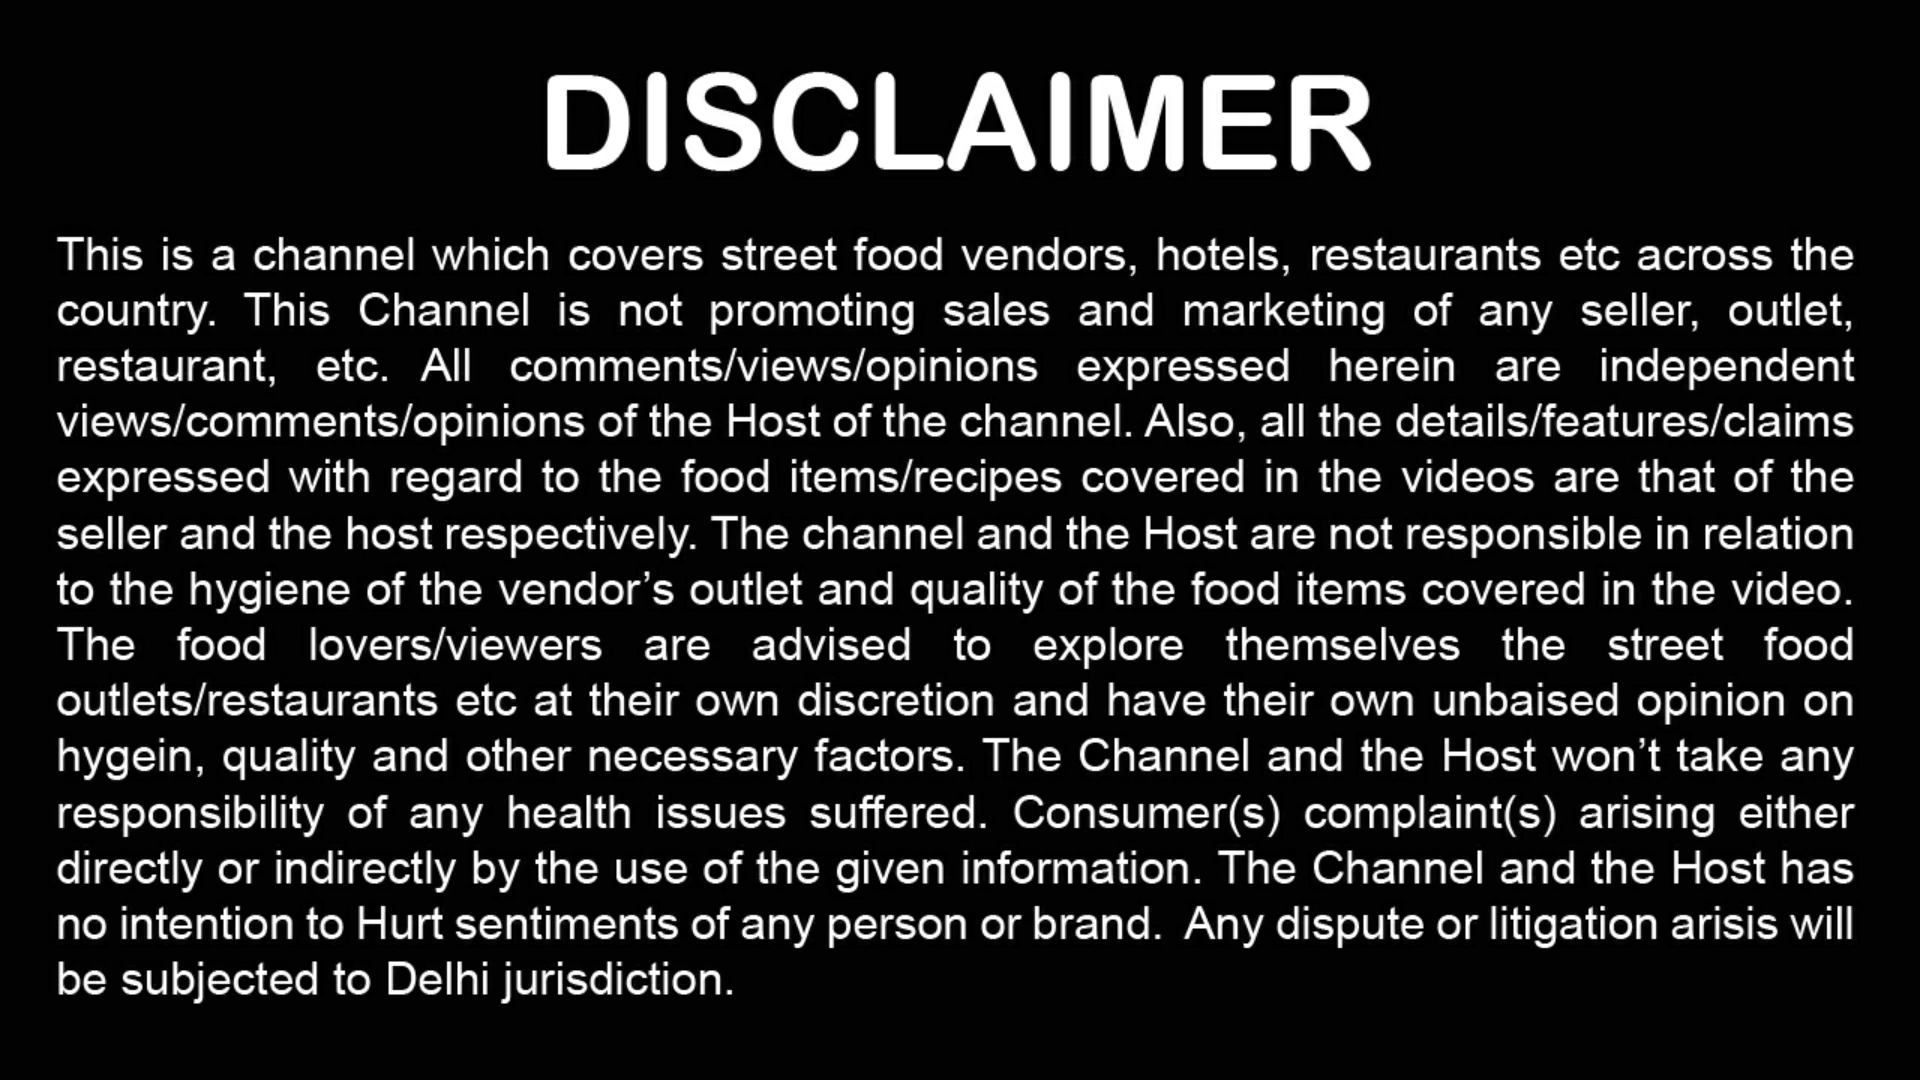 DISCLAIMER
This is a channel which covers street food vendors, hotels, restaurants etc across the
country. This Channel is not promoting sales and marketing of any seller, outlet,
restaurant, etc. All comments/views/opinions expressed herein are independent
views/comments/opinions of the Host of the channel. Also, all the details/features/claims
expressed with regard to the food items/recipes covered in the videos are that of the
seller and the host respectively. The channel and the Host are not responsible in relation
to the hygiene of the vendor’s outlet and quality of the food items covered in the video.
The food lovers/viewers are advised to explore themselves the street food
outlets/restaurants etc at their own discretion and have their own unbaised opinion on
hygein, quality and other necessary factors. The Channel and the Host won’t take any
responsibility of any health issues suffered. Consumer(s) complaint(s) arising either
directly or indirectly by the use of the given information. The Channel and the Host has
no intention to Hurt sentiments of any person or brand.  Any dispute or litigation arisis will
be subjected to Delhi jurisdiction.